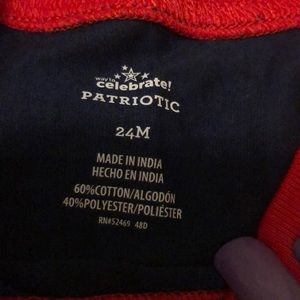 way to
celebrate!
PATRIOTIC
24M
MADE IN INDIA
HECHO EN INDIA
60%COTTON/ALGODÓN
40%POLYESTER/POLIÉSTER
RN#52469 48D